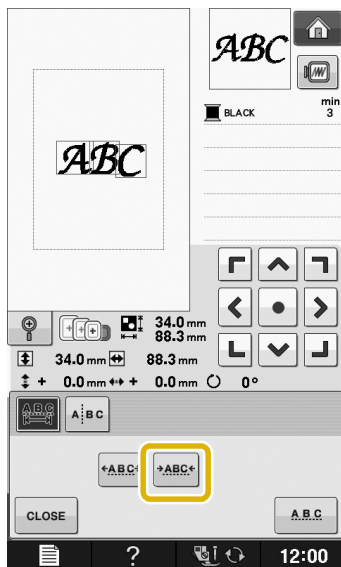 ABC
min
BLACK 3
ABC
34.0 mm
88.3 mm
34.0 mm 88.3 mm
+ 0.0 mm + 0.0 mm 0°
ABC A BC
ABC ABC
CLOSE ABC
? 12:00